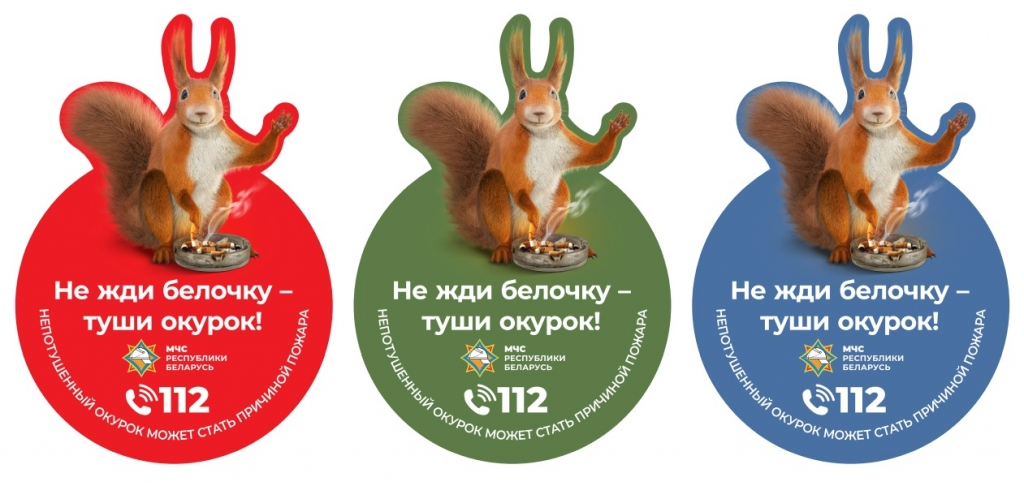 Не жди белочку –
туши окурок!
МЧС
РЕСПУБЛИКИ
БЕЛАРУСЬ
112
НЕПОТУШЕННЫЙ ОКУРОК МОЖЕТ СТАТЬ ПРИЧИНОЙ ПОЖАРА
Не жди белочку –
туши окурок!
МЧС
РЕСПУБЛИКИ
БЕЛАРУСЬ
112
НЕПОТУШЕННЫЙ ОКУРОК МОЖЕТ СТАТЬ ПРИЧИНОЙ ПОЖАРА
Не жди белочку –
туши окурок!
МЧС
РЕСПУБЛИКИ
БЕЛАРУСЬ
112
НЕПОТУШЕННЫЙ ОКУРОК МОЖЕТ СТАТЬ ПРИЧИНОЙ ПОЖАРА